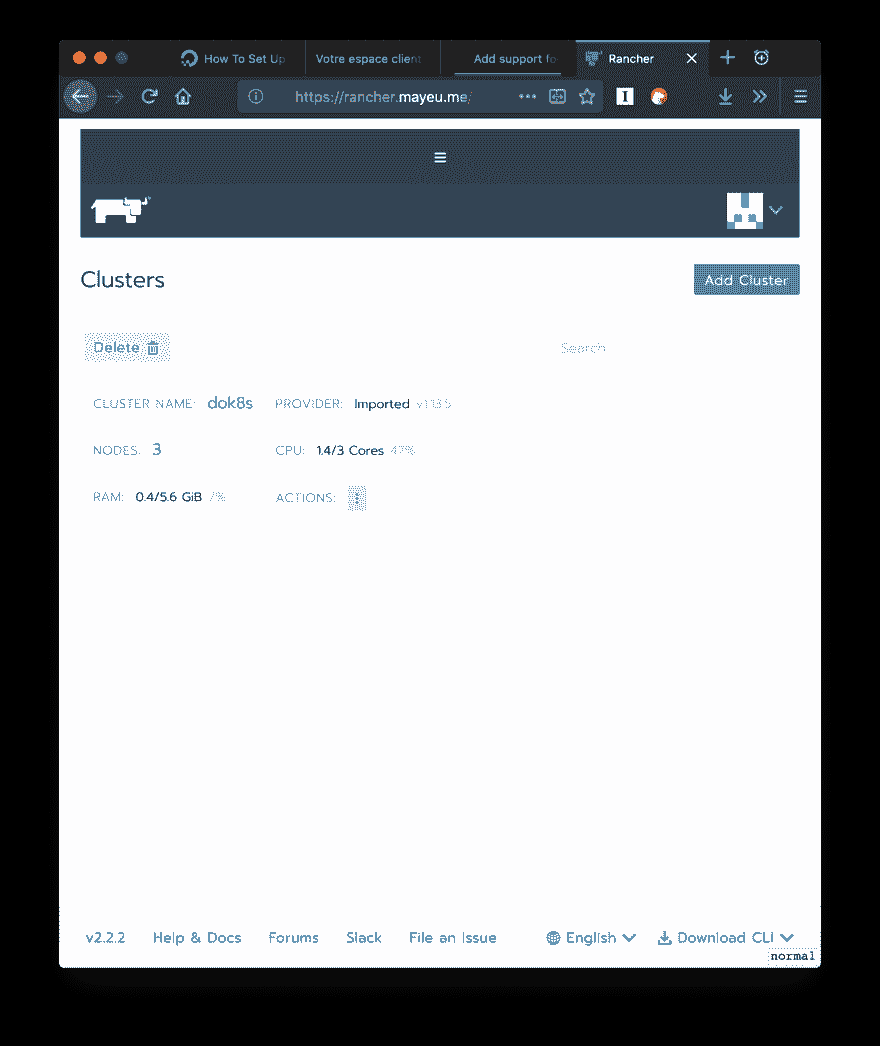 How To Set Up
Votre espace client
Add support fo
Rancher
https://rancher.mayeu.me/
Clusters
Add Cluster
Delete
Search
CLUSTER NAME: dok8s PROVIDER: Imported v1.13.5
NODES: 3 CPU: 1.4/3 Cores 47%
RAM: 0.4/5.6 GiB 7% ACTIONS:
v2.2.2 Help & Docs Forums Slack File an Issue English Download CLI
normal